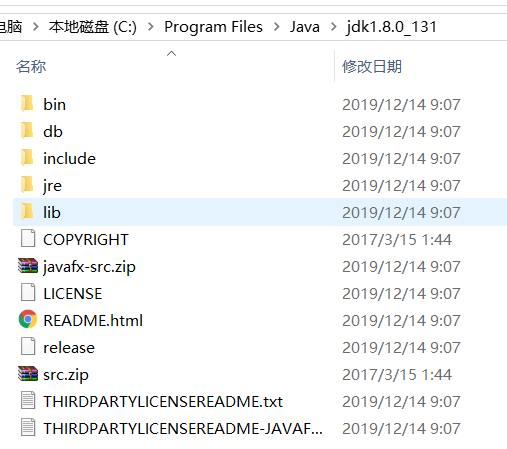 电脑 > 本地磁盘 (C:) > Program Files > Java > jdk1.8.0_131
名称 修改日期
bin 2019/12/14 9:07
db 2019/12/14 9:07
include 2019/12/14 9:07
jre 2019/12/14 9:07
lib 2019/12/14 9:07
COPYRIGHT 2017/3/15 1:44
javafx-src.zip 2019/12/14 9:07
LICENSE 2019/12/14 9:07
README.html 2019/12/14 9:07
release 2019/12/14 9:07
src.zip 2017/3/15 1:44
THIRDPARTYLICENSEREADME.txt 2019/12/14 9:07
THIRDPARTYLICENSEREADME-JAVAF... 2019/12/14 9:07